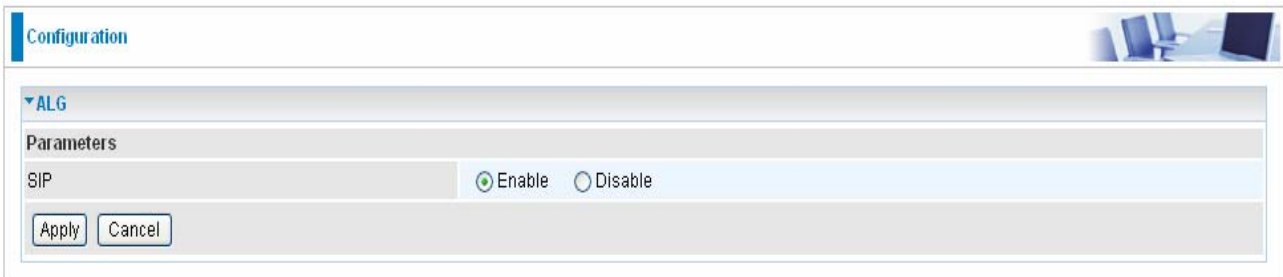 Configuration
ALG
Parameters
SIP Enable Disable
Apply Cancel